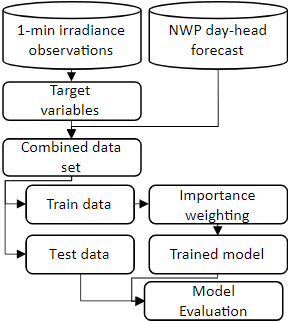 1-min irradiance
observations
NWP day-head
forecast
Target
variables
Combined data
set
Train data
Importance
weighting
Test data
Trained model
Model
Evaluation